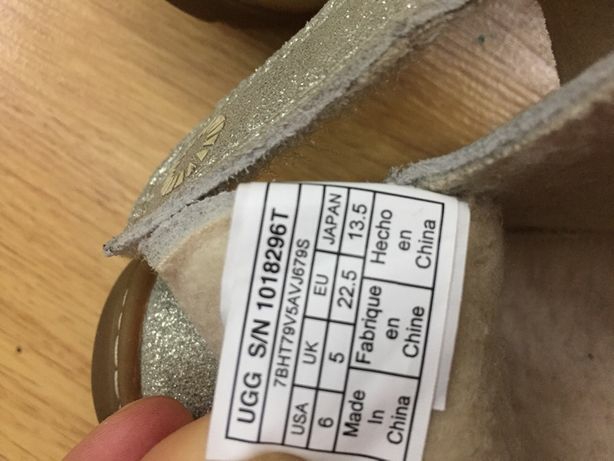 UGG S/N 1018296T
7BHT79V5AVJ679S
USA UK EU JAPAN
6 5 22.5 13.5
Made Fabrique Hecho
In en en
China Chine China